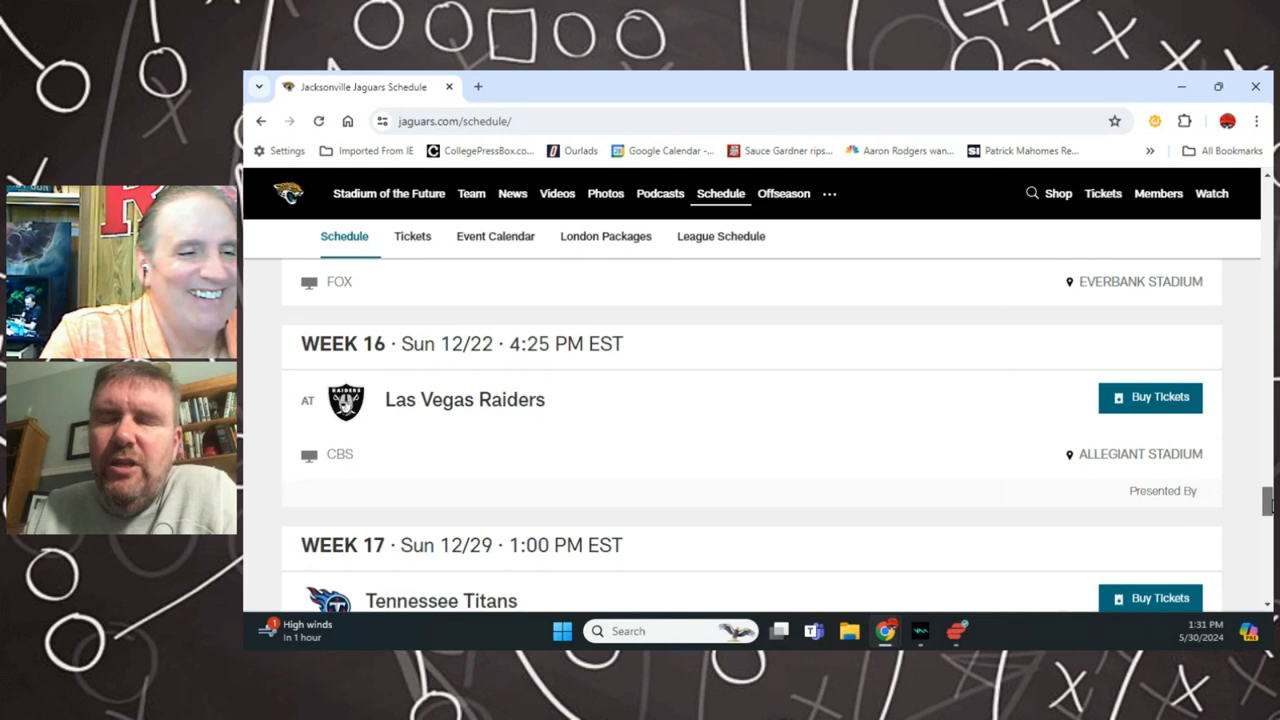 Jacksonville Jaguars Schedule
jaguars.com/schedule/
Settings Imported From IE CollegePressBox.co... Ourlads Google Calendar -... Sauce Gardner rips... Aaron Rodgers wan... Patrick Mahomes Re... » All Bookmarks
Stadium of the Future Team News Videos Photos Podcasts Schedule Offseason ... Shop Tickets Members Watch
Schedule Tickets Event Calendar London Packages League Schedule
FOX EVERBANK STADIUM
WEEK 16 · Sun 12/22 · 4:25 PM EST
AT RAIDERS Las Vegas Raiders Buy Tickets
CBS ALLEGIANT STADIUM
Presented By
WEEK 17 · Sun 12/29 · 1:00 PM EST
T Tennessee Titans Buy Tickets
1 High winds
In 1 hour
Search
1:31 PM
5/30/2024
R